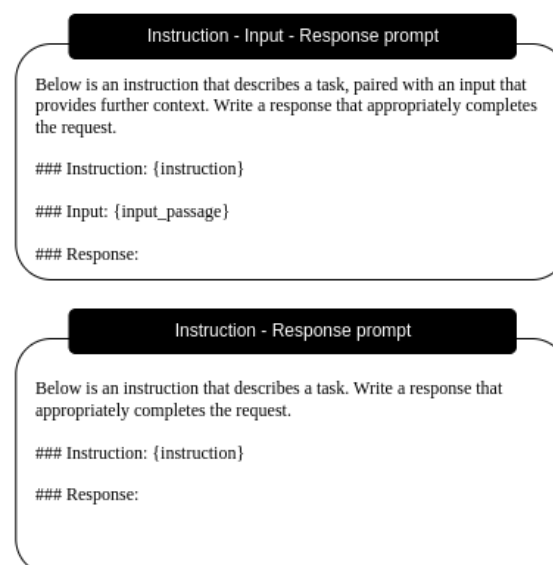 Instruction - Input - Response prompt
Below is an instruction that describes a task, paired with an input that
provides further context. Write a response that appropriately completes
the request.
### Instruction: {instruction}
### Input: {input_passage}
### Response:
Instruction - Response prompt
Below is an instruction that describes a task. Write a response that
appropriately completes the request.
### Instruction: {instruction}
### Response: